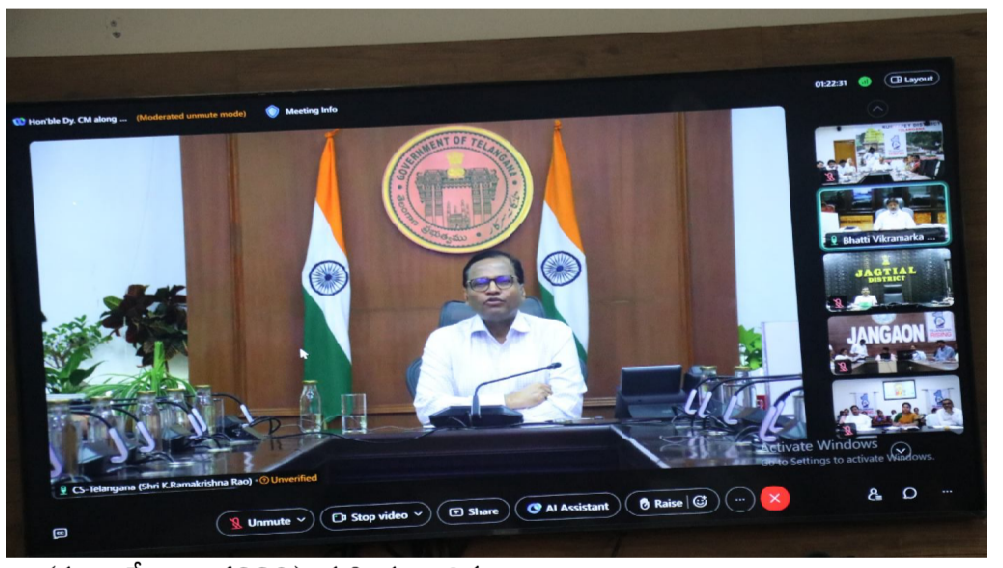 01:22:31
Layout
Hon'ble Dy. CM along ... (Moderated unmute mode)
Meeting Info
GOVERNMENT OF TELANGANA
తెలంగాణ ప్రభుత్వము
Bhatti Vikramarka ...
JAGTIAL
DISTRICT
JANGAON
Activate Windows
Go to Settings to activate Windows.
CS-Telangana (Shri K.Ramakrishna Rao) · Unverified
Unmute
Stop video
Share
AI Assistant
Raise